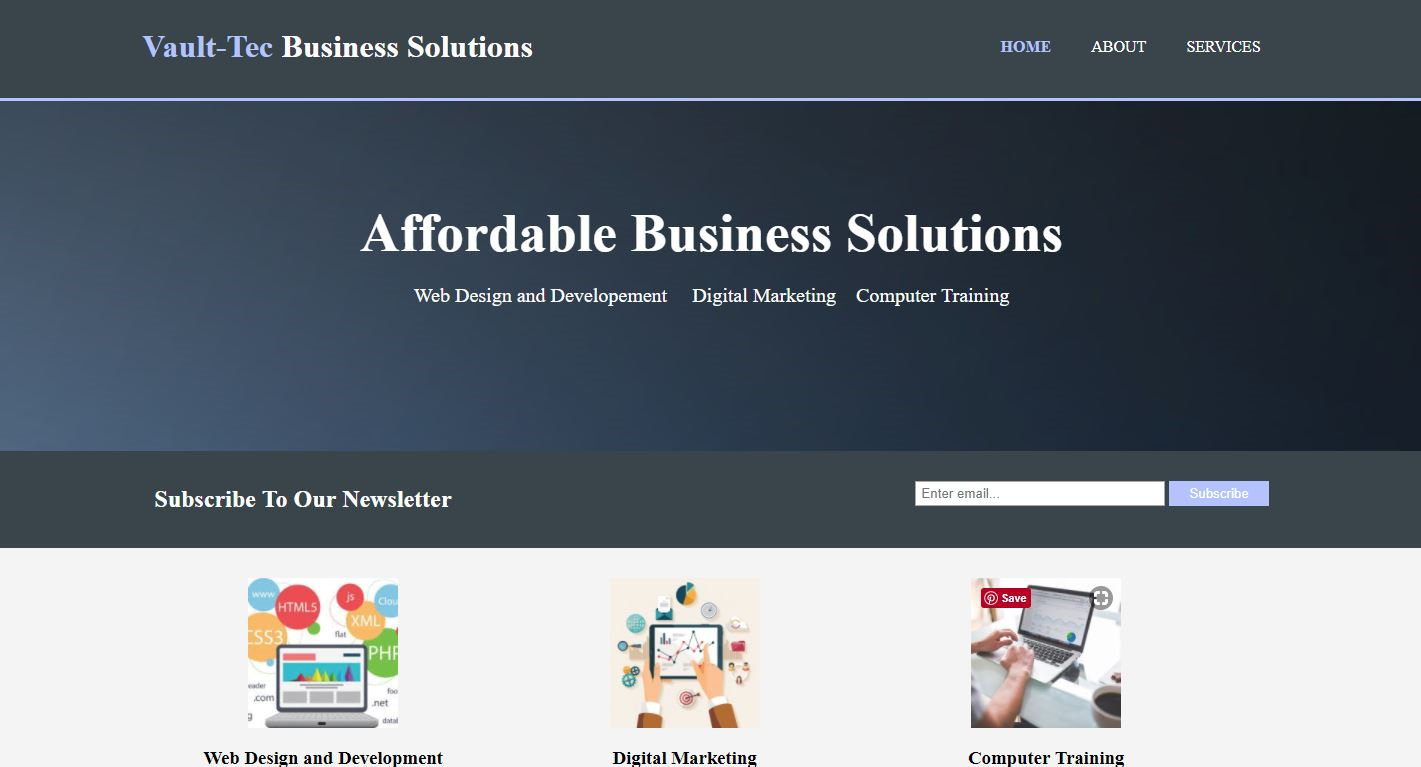 Vault-Tec Business Solutions
HOME ABOUT SERVICES
Affordable Business Solutions
Web Design and Developement Digital Marketing Computer Training
Subscribe To Our Newsletter
Enter email... Subscribe
www
HTML5
js
Clou
XML
CSS3
flat
PHP
eader
.com
foo
.net
g
datab
Save
Web Design and Development Digital Marketing Computer Training